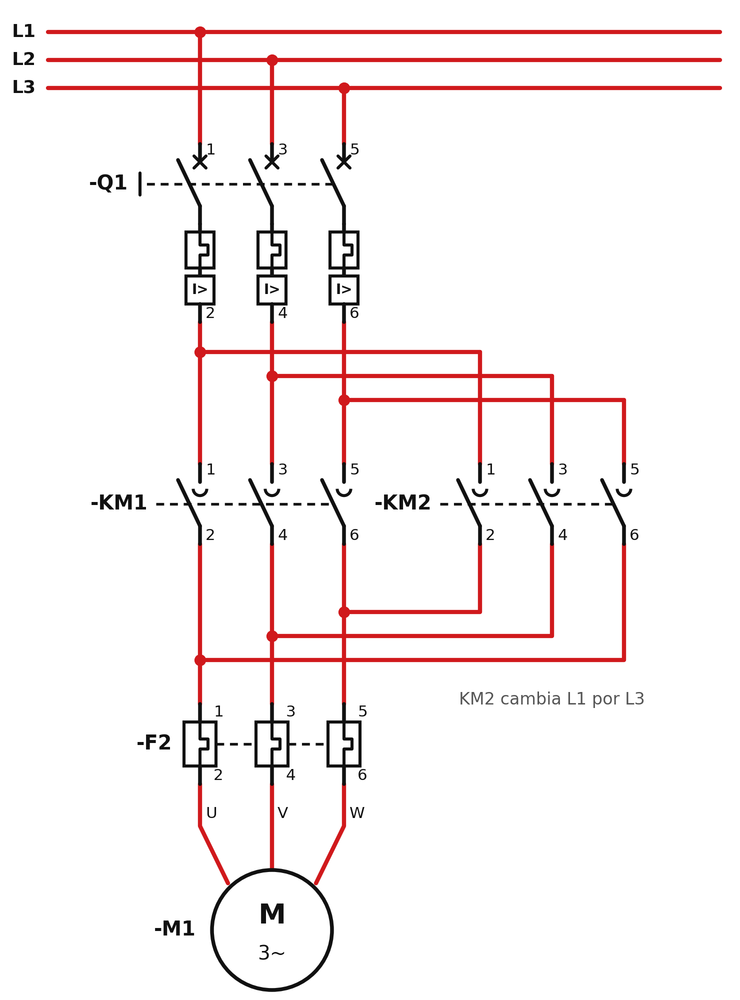 L1
L2
L3
1 3 5
-Q1
I> I> I>
2 4 6
1 3 5 1 3 5
-KM1 -KM2
2 4 6 2 4 6
KM2 cambia L1 por L3
1 3 5
-F2
2 4 6
U V W
M
-M1
3~